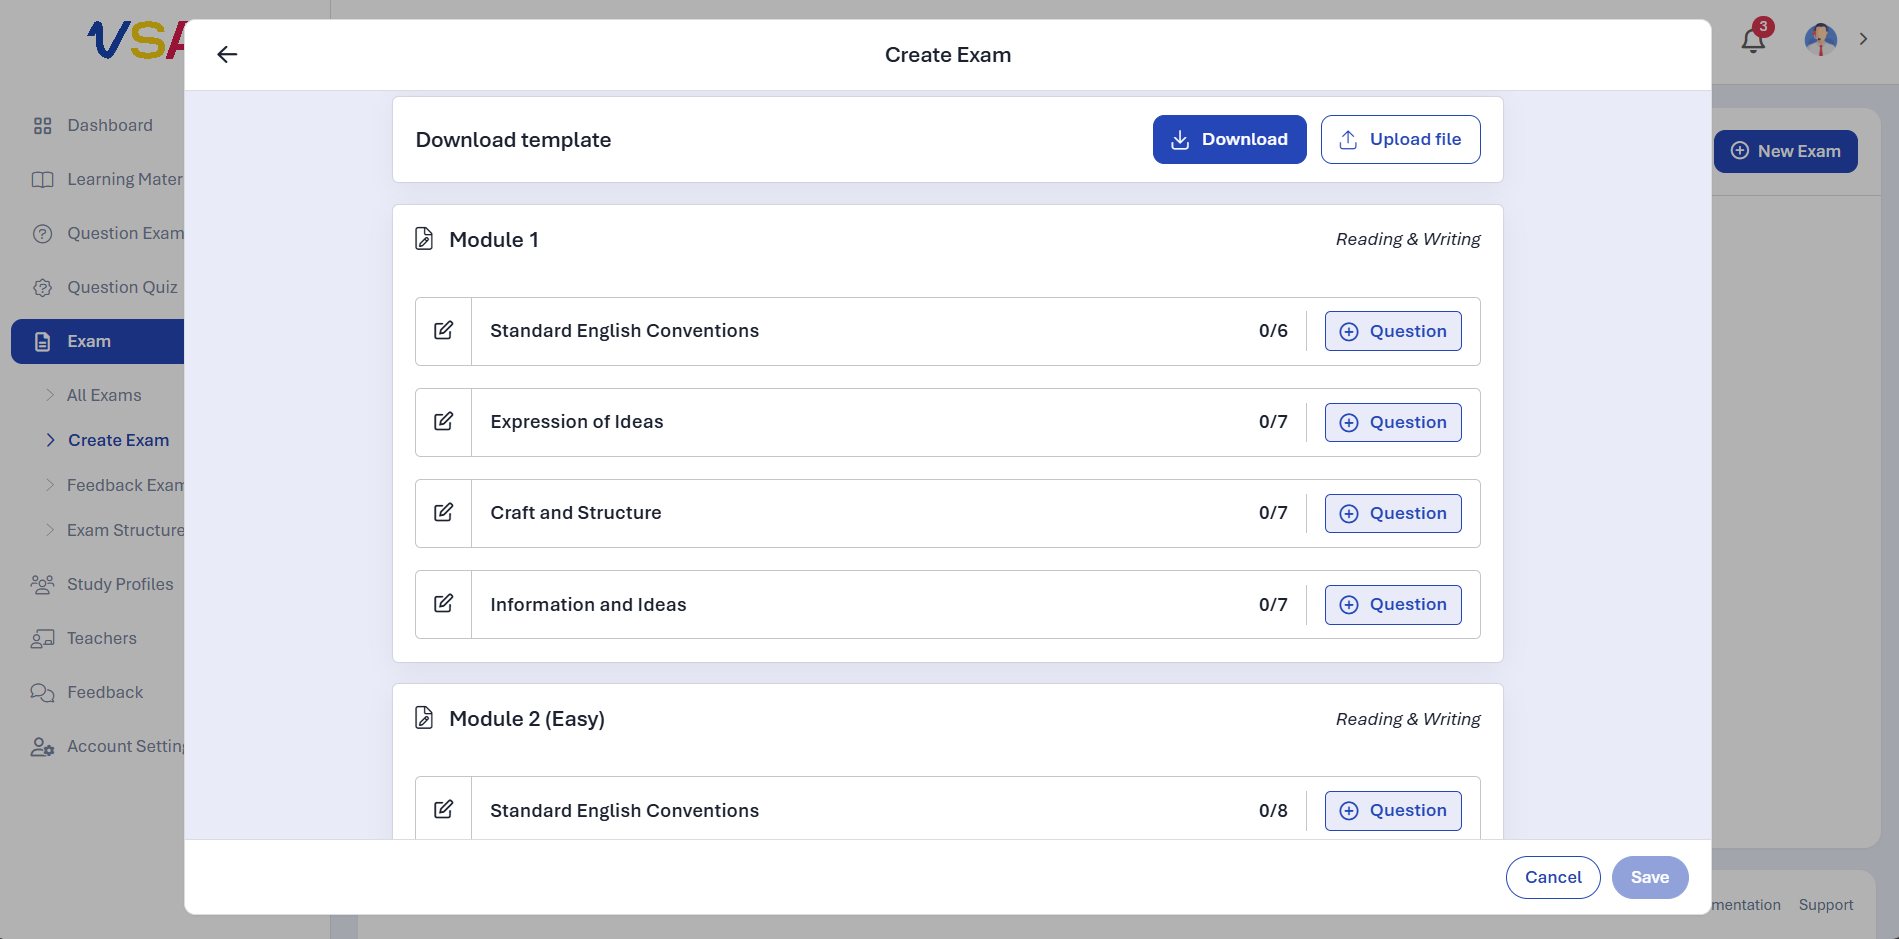 VSA
Create Exam
3
Dashboard
Learning Mater
Question Exam
Question Quiz
Exam
All Exams
Create Exam
Feedback Exam
Exam Structure
Study Profiles
Teachers
Feedback
Account Setting
Download template
Download
Upload file
New Exam
Module 1
Reading & Writing
Standard English Conventions 0/6 Question
Expression of Ideas 0/7 Question
Craft and Structure 0/7 Question
Information and Ideas 0/7 Question
Module 2 (Easy)
Reading & Writing
Standard English Conventions 0/8 Question
Cancel
Save
mentation Support